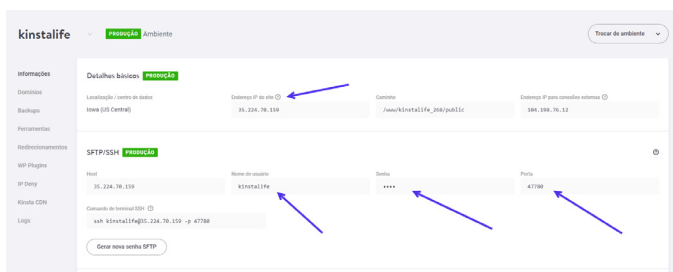 kinstalife PRODUÇÃO Ambiente Trocar de ambiente
Informações
Domínios
Backups
Ferramentas
Redirecionamentos
WP Plugins
IP Deny
Kinsta CDN
Logs
Detalhes básicos PRODUÇÃO
Localização / centro de dados Endereço IP do site Caminho Endereço IP para conexões externas
Iowa (US Central) 35.224.70.159 /www/kinstalife_260/public 104.198.76.12
SFTP/SSH PRODUÇÃO
Host Nome de usuário Senha Porta
35.224.70.159 kinstalife •••• 47780
Comando de terminal SSH
ssh kinstalife@35.224.70.159 -p 47780
Gerar nova senha SFTP